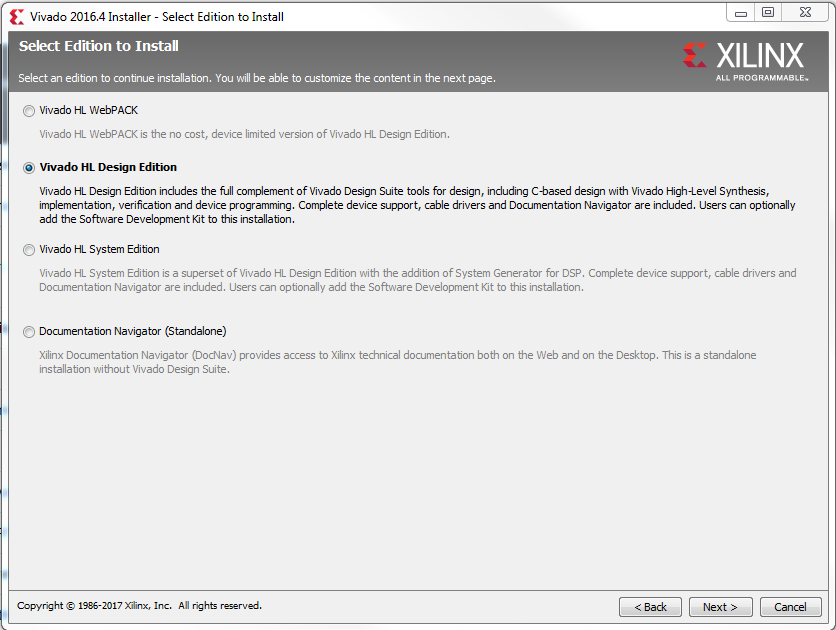 Vivado 2016.4 Installer - Select Edition to Install
Select Edition to Install
Select an edition to continue installation. You will be able to customize the content in the next page.
XILINX
ALL PROGRAMMABLE™
Vivado HL WebPACK
Vivado HL WebPACK is the no cost, device limited version of Vivado HL Design Edition.
Vivado HL Design Edition
Vivado HL Design Edition includes the full complement of Vivado Design Suite tools for design, including C-based design with Vivado High-Level Synthesis,
implementation, verification and device programming. Complete device support, cable drivers and Documentation Navigator are included. Users can optionally
add the Software Development Kit to this installation.
Vivado HL System Edition
Vivado HL System Edition is a superset of Vivado HL Design Edition with the addition of System Generator for DSP. Complete device support, cable drivers and
Documentation Navigator are included. Users can optionally add the Software Development Kit to this installation.
Documentation Navigator (Standalone)
Xilinx Documentation Navigator (DocNav) provides access to Xilinx technical documentation both on the Web and on the Desktop. This is a standalone
installation without Vivado Design Suite.
Copyright © 1986-2017 Xilinx, Inc. All rights reserved.
< Back
Next >
Cancel